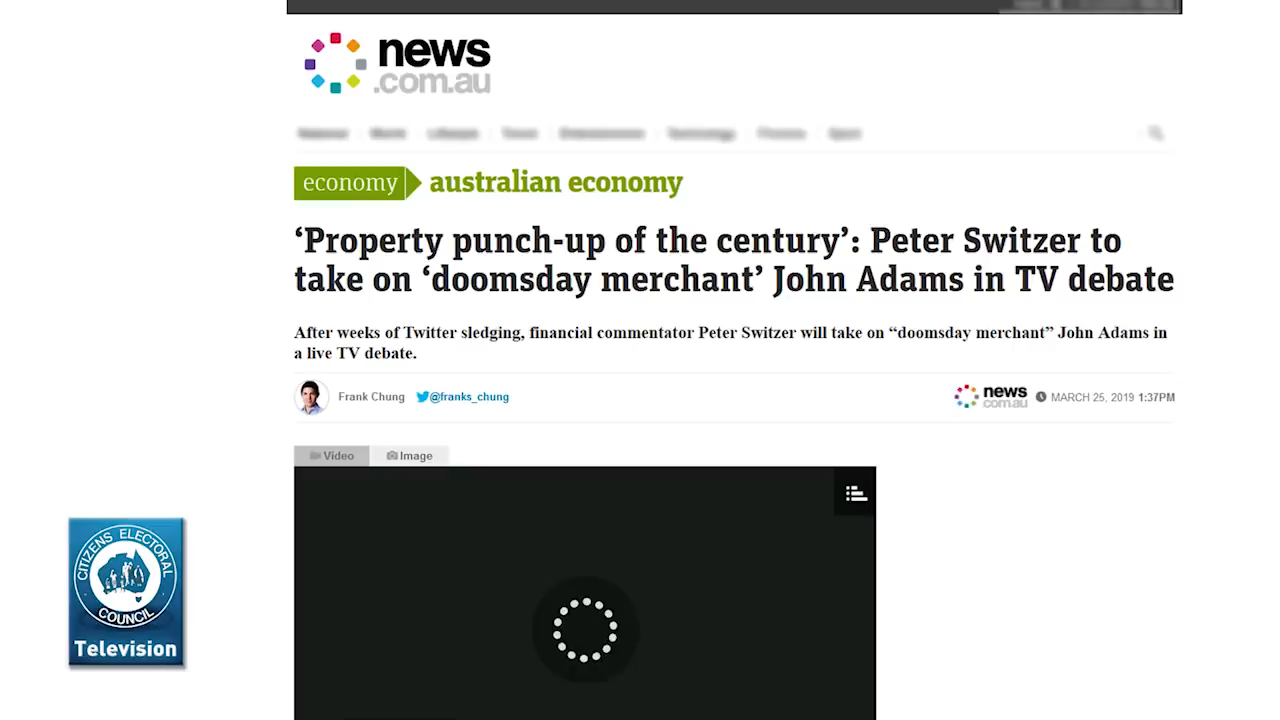 news
.com.au
economy australian economy
‘Property punch-up of the century’: Peter Switzer to
take on ‘doomsday merchant’ John Adams in TV debate
After weeks of Twitter sledging, financial commentator Peter Switzer will take on “doomsday merchant” John Adams in
a live TV debate.
Frank Chung @franks_chung
news
.com.au
MARCH 25, 2019 1:37PM
Video Image
CITIZENS ELECTORAL
COUNCIL
Television